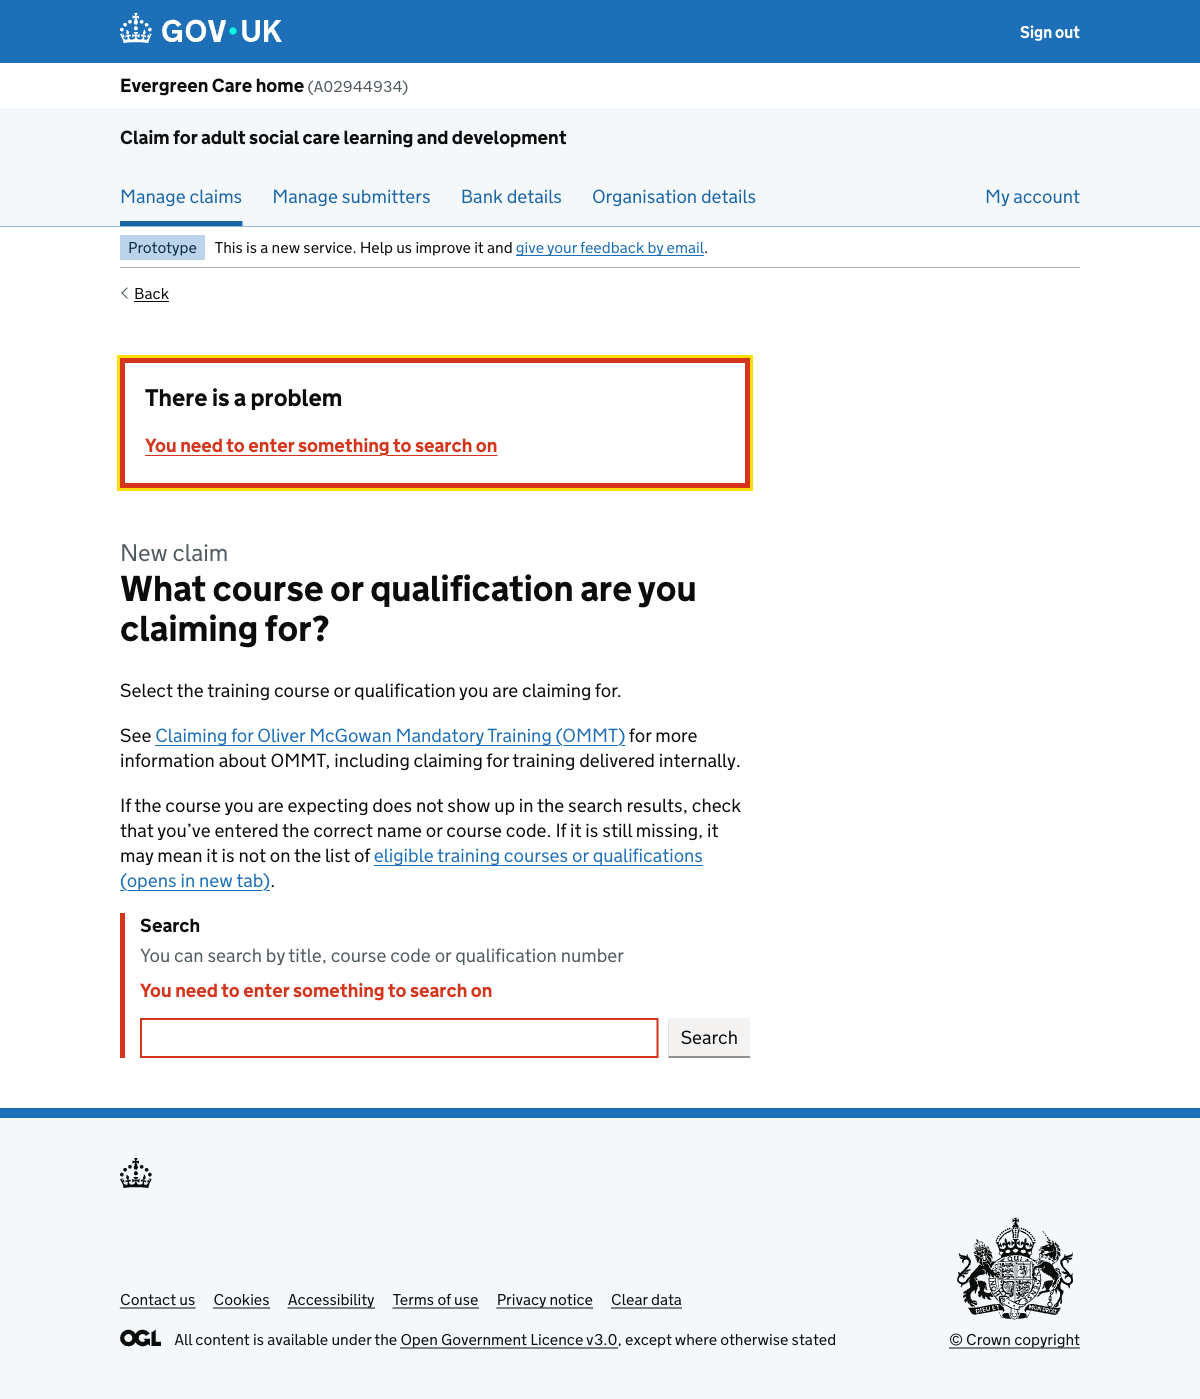 GOV·UK
Sign out
Evergreen Care home (A02944934)
Claim for adult social care learning and development
Manage claims
Manage submitters
Bank details
Organisation details
My account
Prototype
This is a new service. Help us improve it and give your feedback by email.
Back
There is a problem
You need to enter something to search on
New claim
What course or qualification are you
claiming for?
Select the training course or qualification you are claiming for.
See Claiming for Oliver McGowan Mandatory Training (OMMT) for more
information about OMMT, including claiming for training delivered internally.
If the course you are expecting does not show up in the search results, check
that you’ve entered the correct name or course code. If it is still missing, it
may mean it is not on the list of eligible training courses or qualifications
(opens in new tab).
Search
You can search by title, course code or qualification number
You need to enter something to search on
Search
Contact us
Cookies
Accessibility
Terms of use
Privacy notice
Clear data
OGL
All content is available under the Open Government Licence v3.0, except where otherwise stated
© Crown copyright